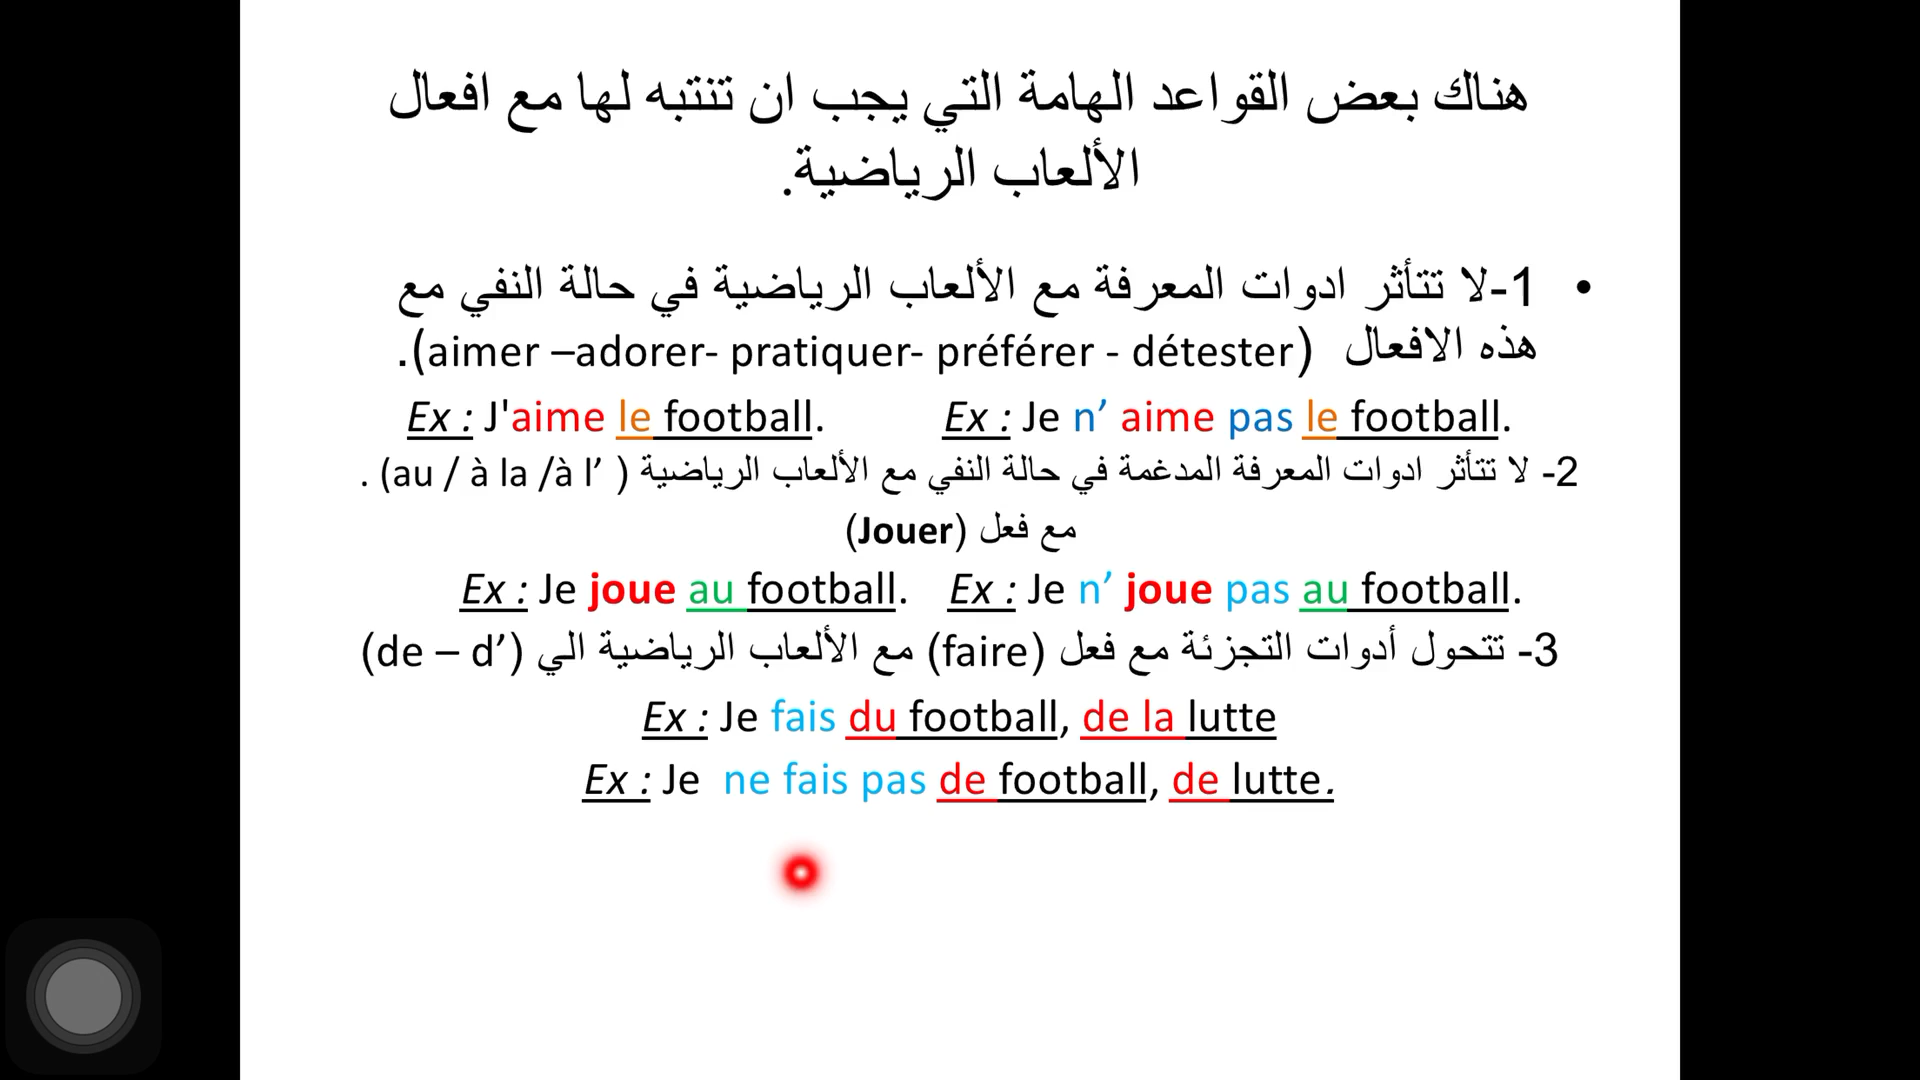 هناك بعض القواعد الهامة التي يجب ان تنتبه لها مع افعال
الألعاب الرياضية.
• 1-لا تتأثر ادوات المعرفة مع الألعاب الرياضية في حالة النفي مع
هذه الافعال (aimer –adorer- pratiquer- préférer - détester).
Ex : J'aime le football. Ex : Je n’ aime pas le football.
2- لا تتأثر ادوات المعرفة المدغمة في حالة النفي مع الألعاب الرياضية ( au / à la /à l’) .
مع فعل (Jouer)
Ex : Je joue au football. Ex : Je n’ joue pas au football.
3- تتحول أدوات التجزئة مع فعل (faire) مع الألعاب الرياضية الي (de – d’)
Ex : Je fais du football, de la lutte
Ex : Je ne fais pas de football, de lutte.